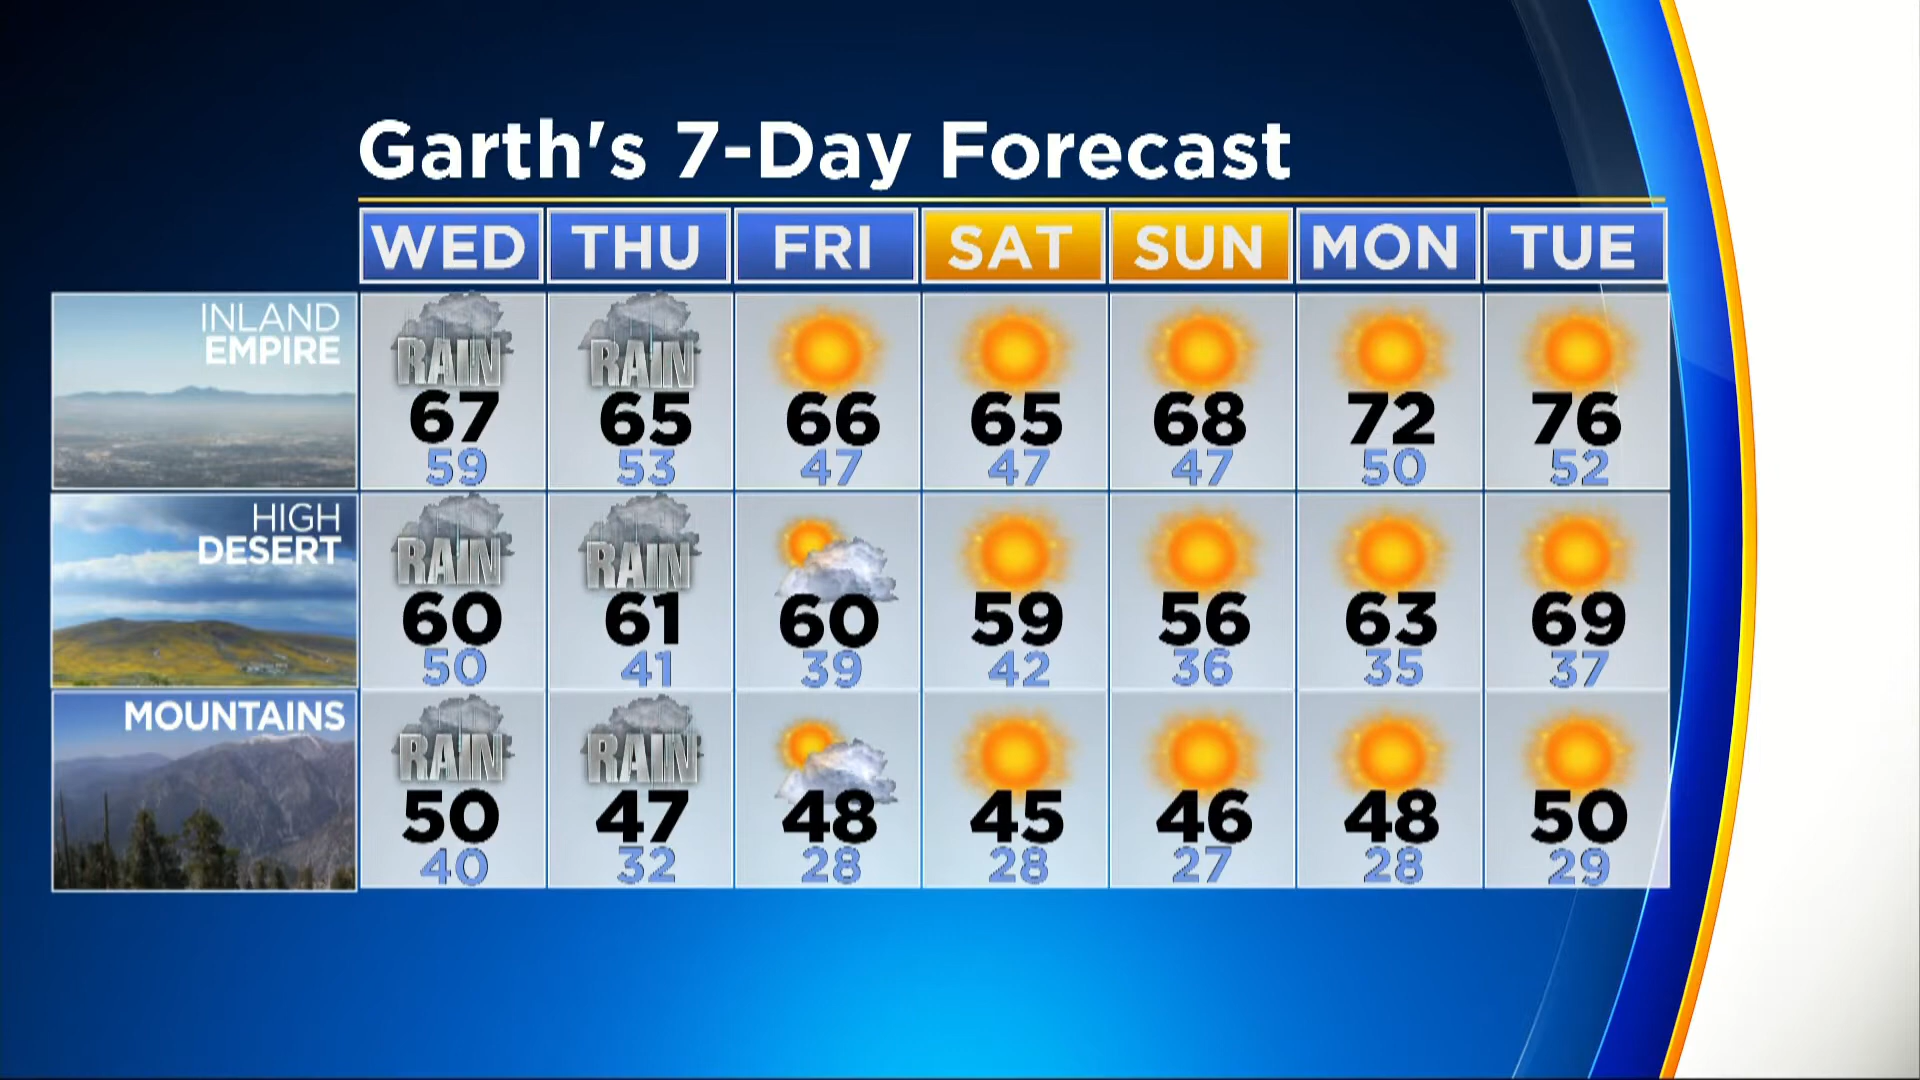 Garth's 7-Day Forecast
WED THU FRI SAT SUN MON TUE
INLAND
EMPIRE
RAIN RAIN
67 65 66 65 68 72 76
59 53 47 47 47 50 52
HIGH
DESERT
RAIN RAIN
60 61 60 59 56 63 69
50 41 39 42 36 35 37
MOUNTAINS
RAIN RAIN
50 47 48 45 46 48 50
40 32 28 28 27 28 29